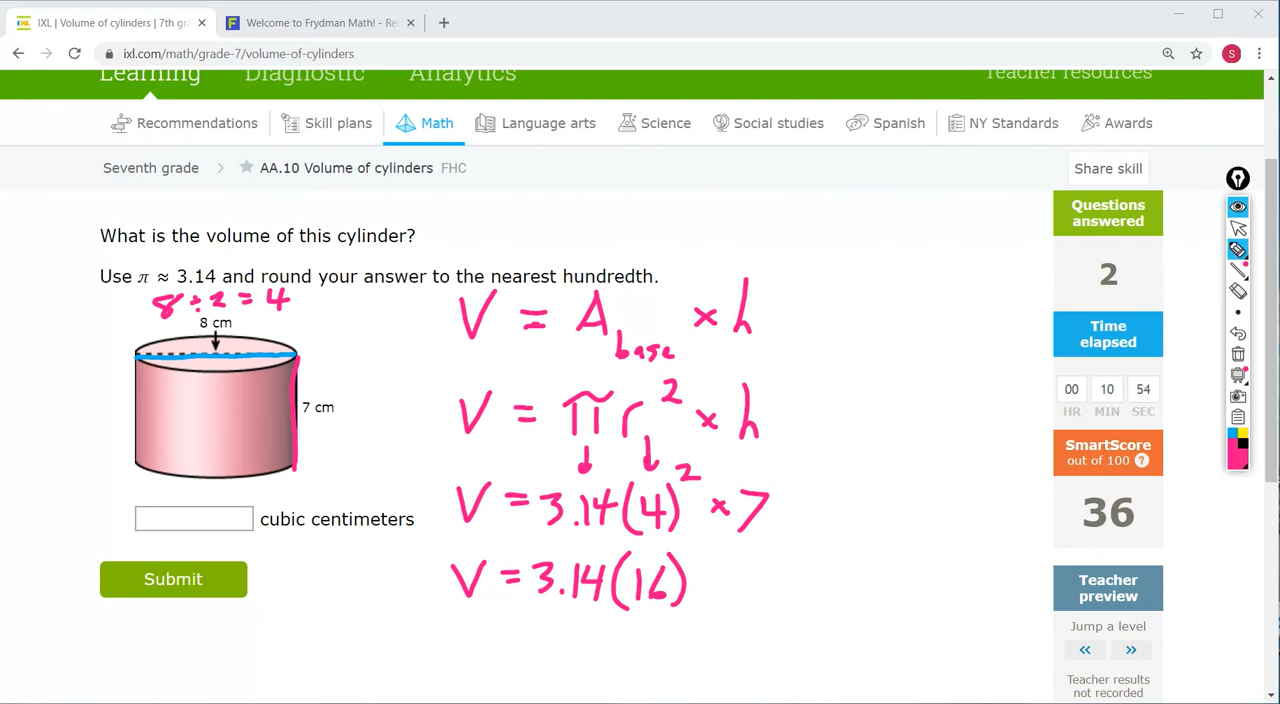 IXL | Volume of cylinders | 7th gra
Welcome to Frydman Math! - Re
ixl.com/math/grade-7/volume-of-cylinders
S
Learning Diagnostic Analytics Teacher resources
Recommendations Skill plans Math Language arts Science Social studies Spanish NY Standards Awards
Seventh grade > AA.10 Volume of cylinders FHC
Share skill
What is the volume of this cylinder?
Use π ≈ 3.14 and round your answer to the nearest hundredth.
8 ÷ 2 = 4
8 cm
7 cm
cubic centimeters
Submit
V = A base × h
V = πr² × h
V = 3.14(4)² × 7
V = 3.14(16)
Questions answered
2
Time elapsed
00 10 54
HR MIN SEC
SmartScore
out of 100 ?
36
Teacher preview
Jump a level
<< >>
Teacher results
not recorded